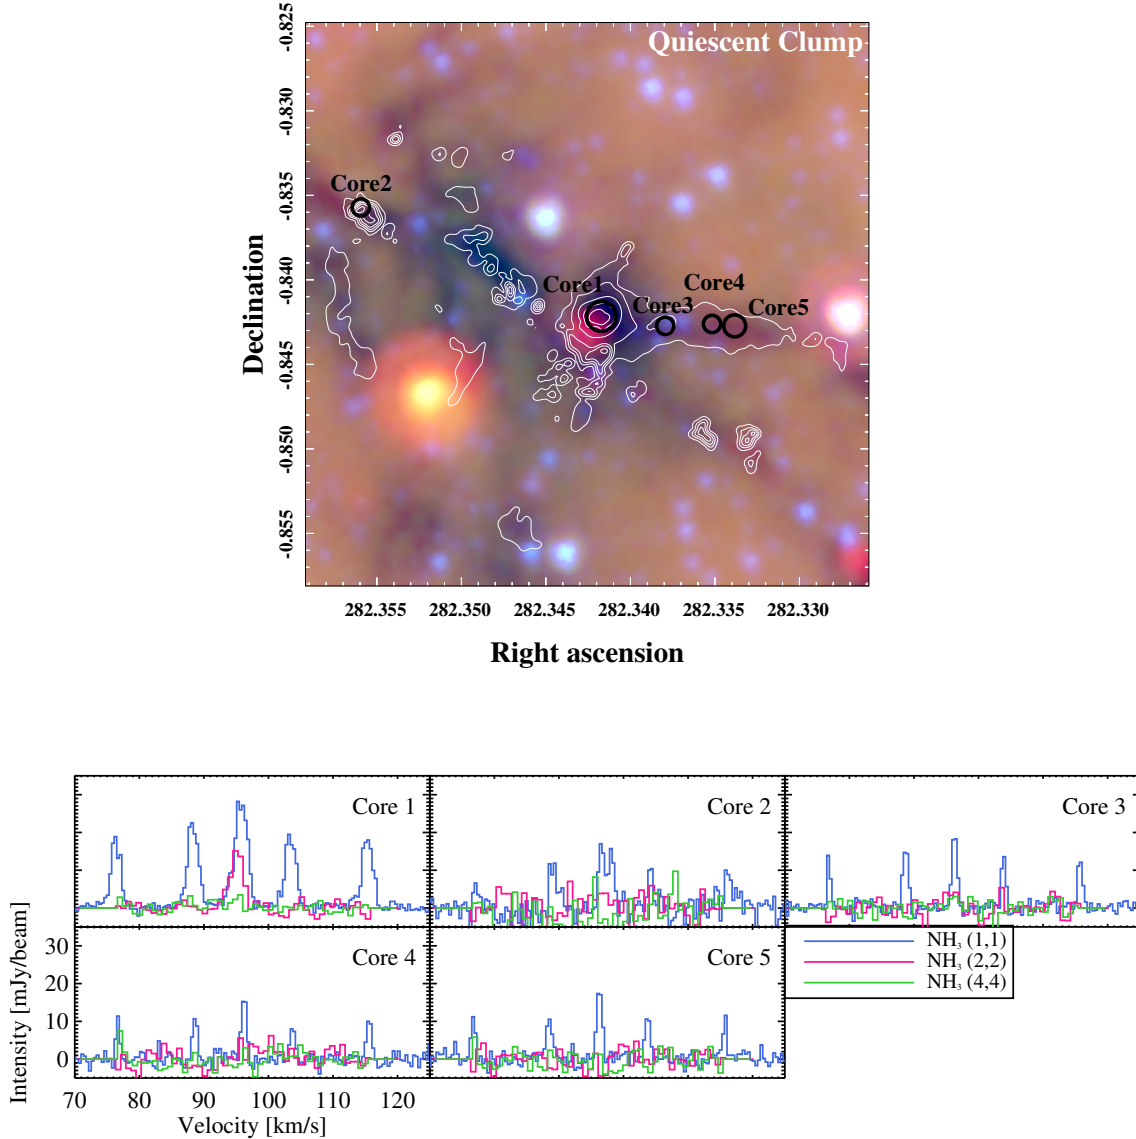 Quiescent Clump
-0.825
-0.830
-0.835
-0.840
-0.845
-0.850
-0.855
Declination
Core2
Core1
Core3
Core4
Core5
282.355 282.350 282.345 282.340 282.335 282.330
Right ascension
Core 1
Core 2
Core 3
Core 4
Core 5
NH₃ (1,1)
NH₃ (2,2)
NH₃ (4,4)
Intensity [mJy/beam]
30
20
10
0
70 80 90 100 110 120
Velocity [km/s]